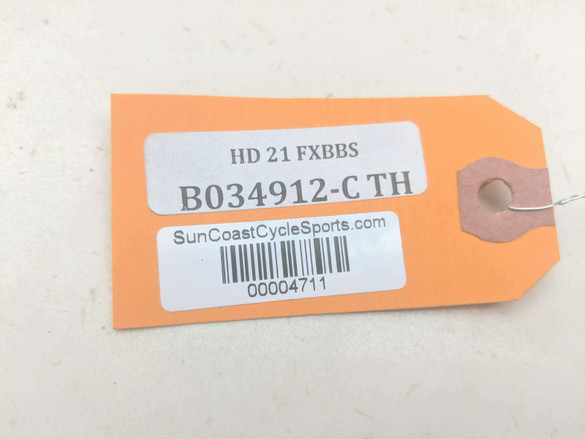 HD 21 FXBBS
B034912-C TH
SunCoastCycleSports.com
00004711